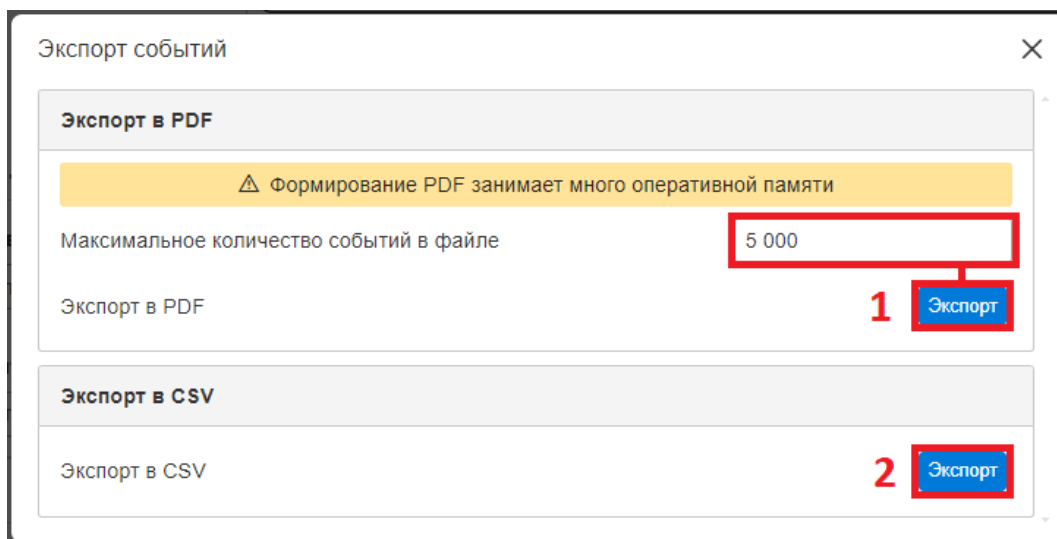 Экспорт событий
Экспорт в PDF
⚠ Формирование PDF занимает много оперативной памяти
Максимальное количество событий в файле 5 000
Экспорт в PDF 1 Экспорт
Экспорт в CSV
Экспорт в CSV 2 Экспорт